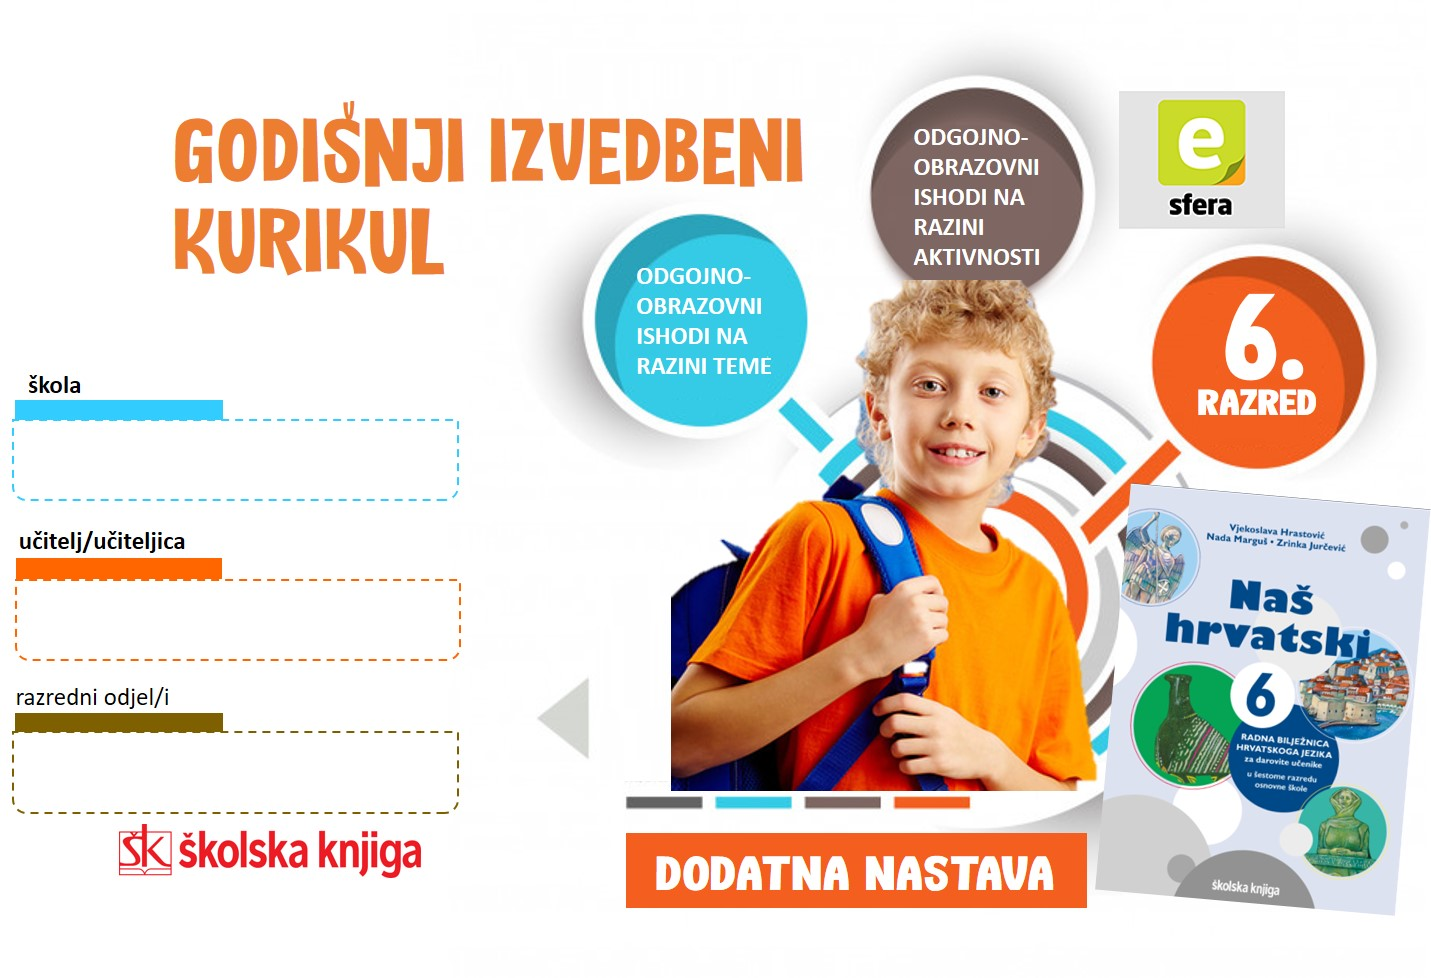 GODIŠNJI IZVEDBENI
KURIKUL
ODGOJNO-
OBRAZOVNI
ISHODI NA
RAZINI
AKTIVNOSTI
e
sfera
ODGOJNO-
OBRAZOVNI
ISHODI NA
RAZINI TEME
6.
RAZRED
škola
učitelj/učiteljica
razredni odjel/i
ŠK školska knjiga
DODATNA NASTAVA
Vjekoslava Hrastović
Nada Marguš • Zrinka Jurčević
Naš
hrvatski
6
RADNA BILJEŽNICA
HRVATSKOGA JEZIKA
za darovite učenike
u šestome razredu
osnovne škole
školska knjiga